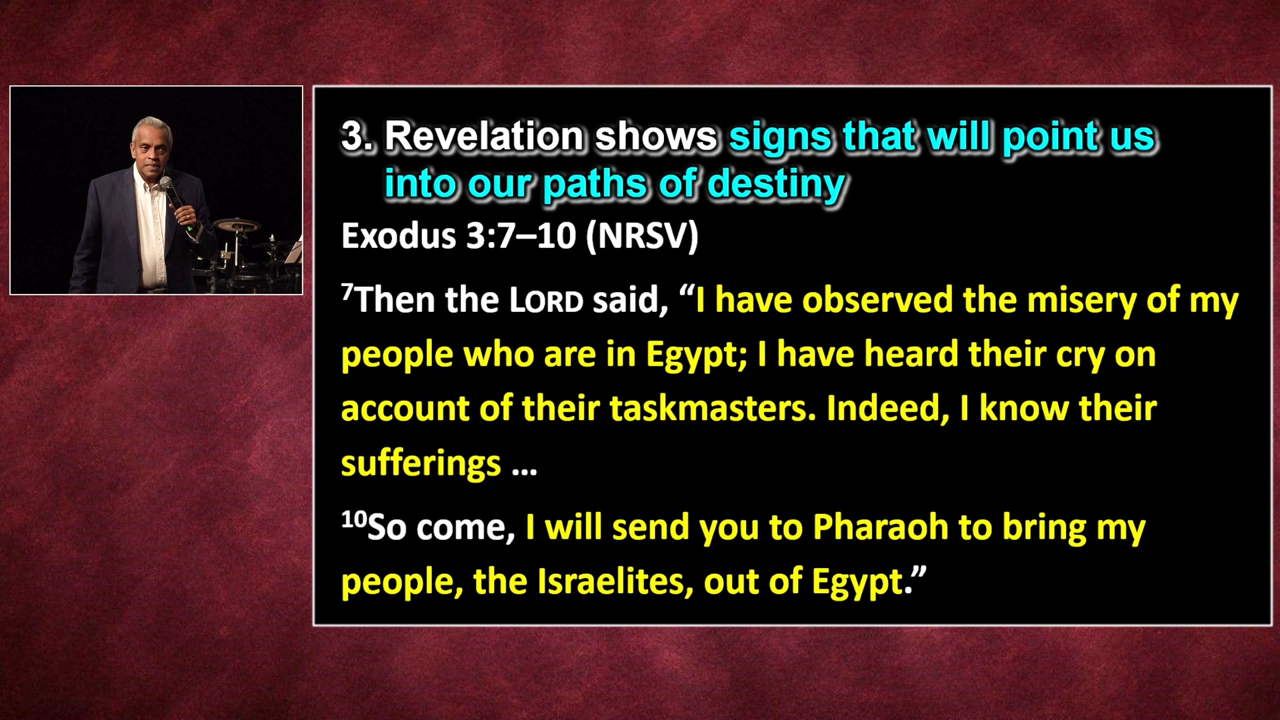 3. Revelation shows signs that will point us
into our paths of destiny
Exodus 3:7–10 (NRSV)
⁷Then the LORD said, “I have observed the misery of my
people who are in Egypt; I have heard their cry on
account of their taskmasters. Indeed, I know their
sufferings …
¹⁰So come, I will send you to Pharaoh to bring my
people, the Israelites, out of Egypt.”